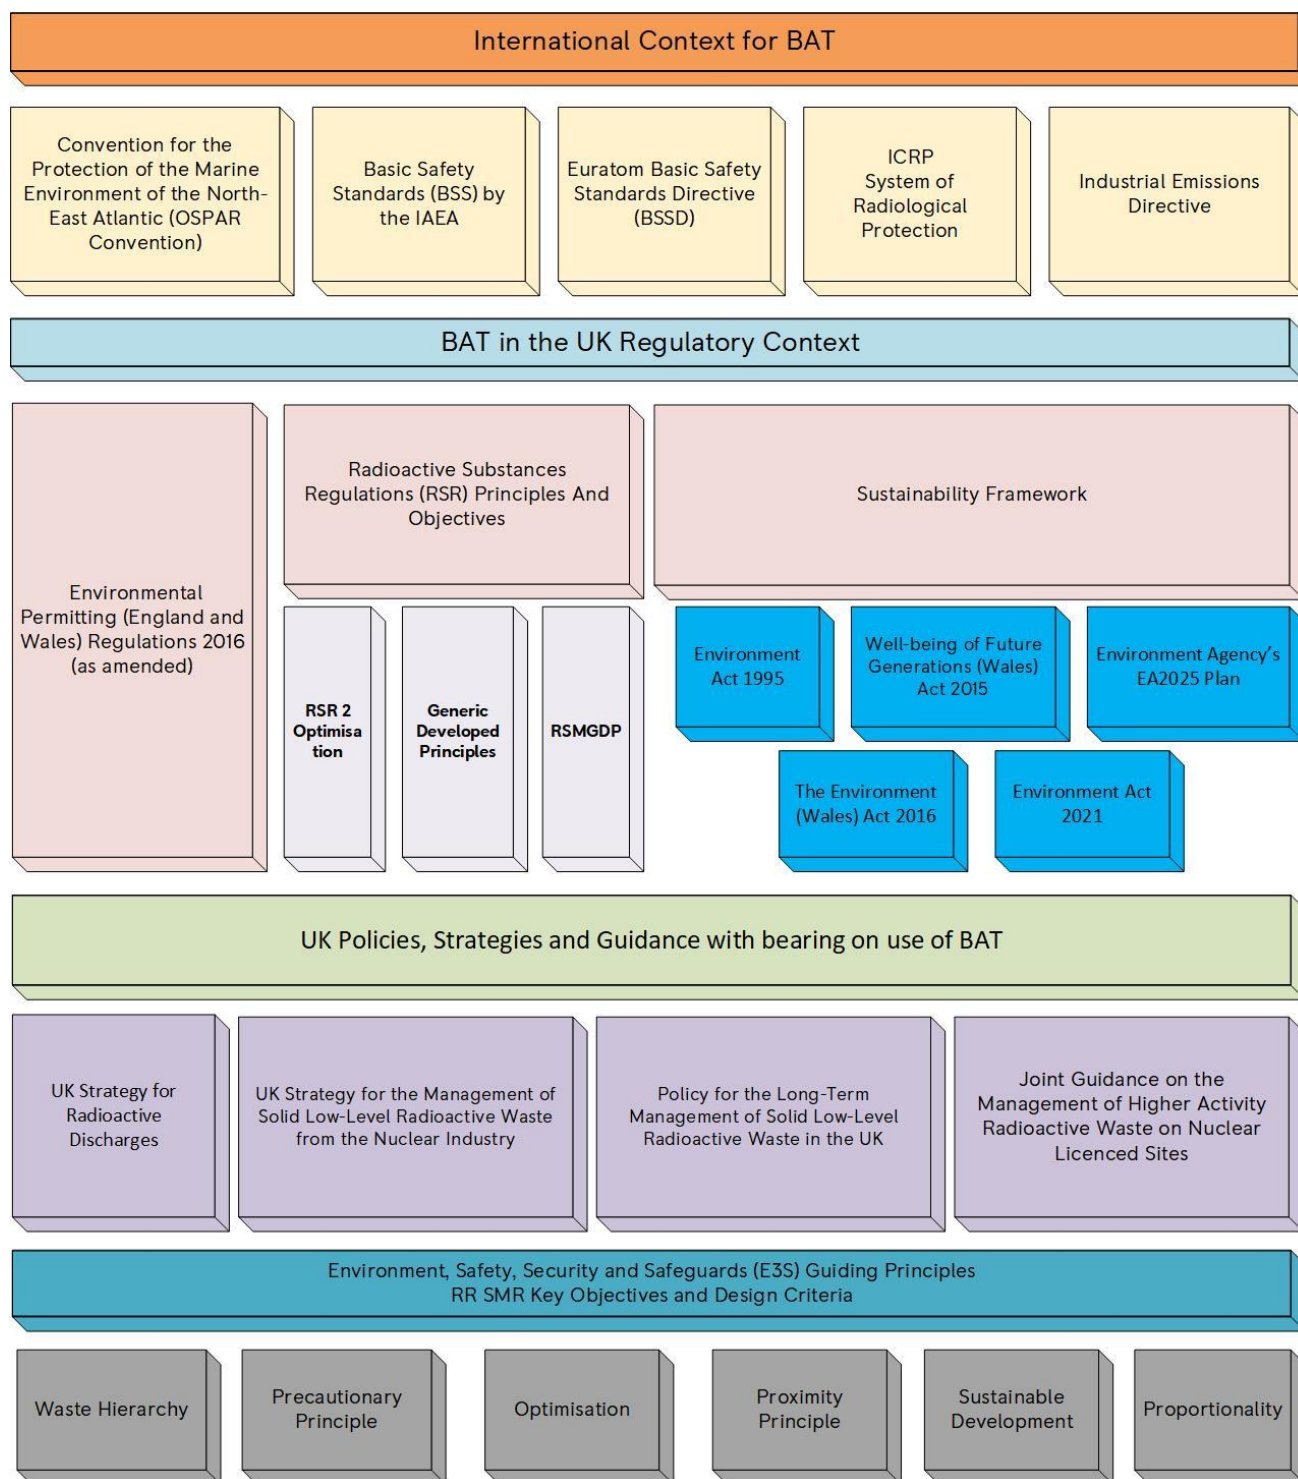 International Context for BAT
Convention for the
Protection of the Marine
Environment of the North-
East Atlantic (OSPAR
Convention)
Basic Safety
Standards (BSS) by
the IAEA
Euratom Basic Safety
Standards Directive
(BSSD)
ICRP
System of
Radiological
Protection
Industrial Emissions
Directive
BAT in the UK Regulatory Context
Environmental
Permitting (England and
Wales) Regulations 2016
(as amended)
Radioactive Substances
Regulations (RSR) Principles And
Objectives
Sustainability Framework
RSR 2
Optimisa
tion
Generic
Developed
Principles
RSMGDP
Environment
Act 1995
Well-being of Future
Generations (Wales)
Act 2015
Environment Agency’s
EA2025 Plan
The Environment
(Wales) Act 2016
Environment Act
2021
UK Policies, Strategies and Guidance with bearing on use of BAT
UK Strategy for
Radioactive
Discharges
UK Strategy for the Management of
Solid Low-Level Radioactive Waste
from the Nuclear Industry
Policy for the Long-Term
Management of Solid Low-Level
Radioactive Waste in the UK
Joint Guidance on the
Management of Higher Activity
Radioactive Waste on Nuclear
Licenced Sites
Environment, Safety, Security and Safeguards (E3S) Guiding Principles
RR SMR Key Objectives and Design Criteria
Waste Hierarchy
Precautionary
Principle
Optimisation
Proximity
Principle
Sustainable
Development
Proportionality